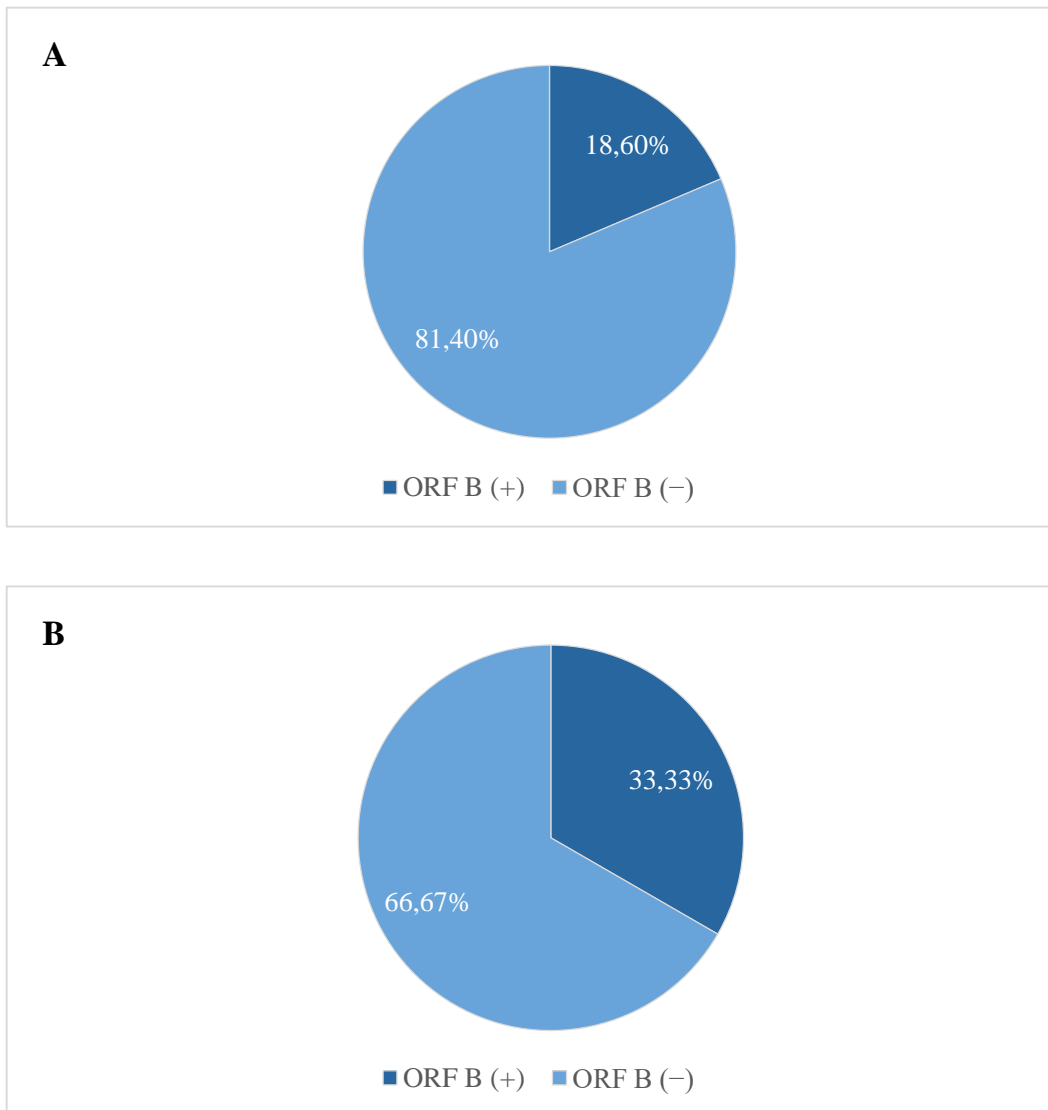 A
18,60%
81,40%
ORF B (+) ORF B (−)
B
33,33%
66,67%
ORF B (+) ORF B (−)